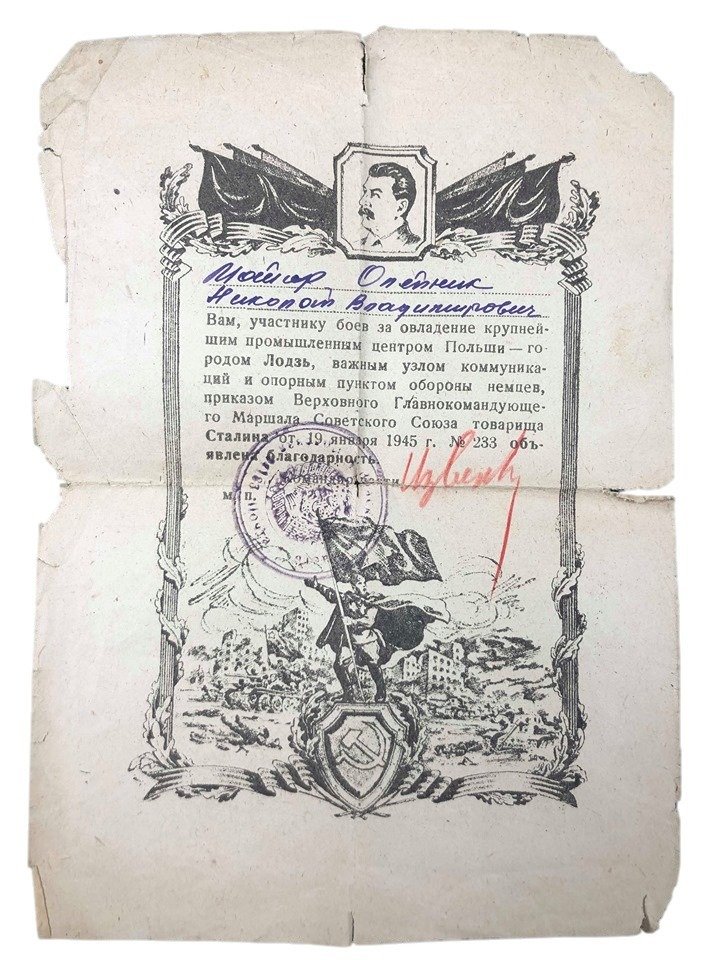 Майор Олейник
Николай Владимирович
Вам, участнику боев за овладение крупней-
шим промышленным центром Польши — го-
родом Лодзь, важным узлом коммуника-
ций и опорным пунктом обороны немцев,
приказом Верховного Главнокомандующе-
го Маршала Советского Союза товарища
Сталина от 19 января 1945 г. № 233 объ-
явлена благодарность.
Командир части
м. п.